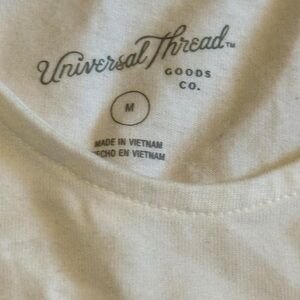 Universal Thread™
GOODS
CO.
M
MADE IN VIETNAM
ECHO EN VIETNAM